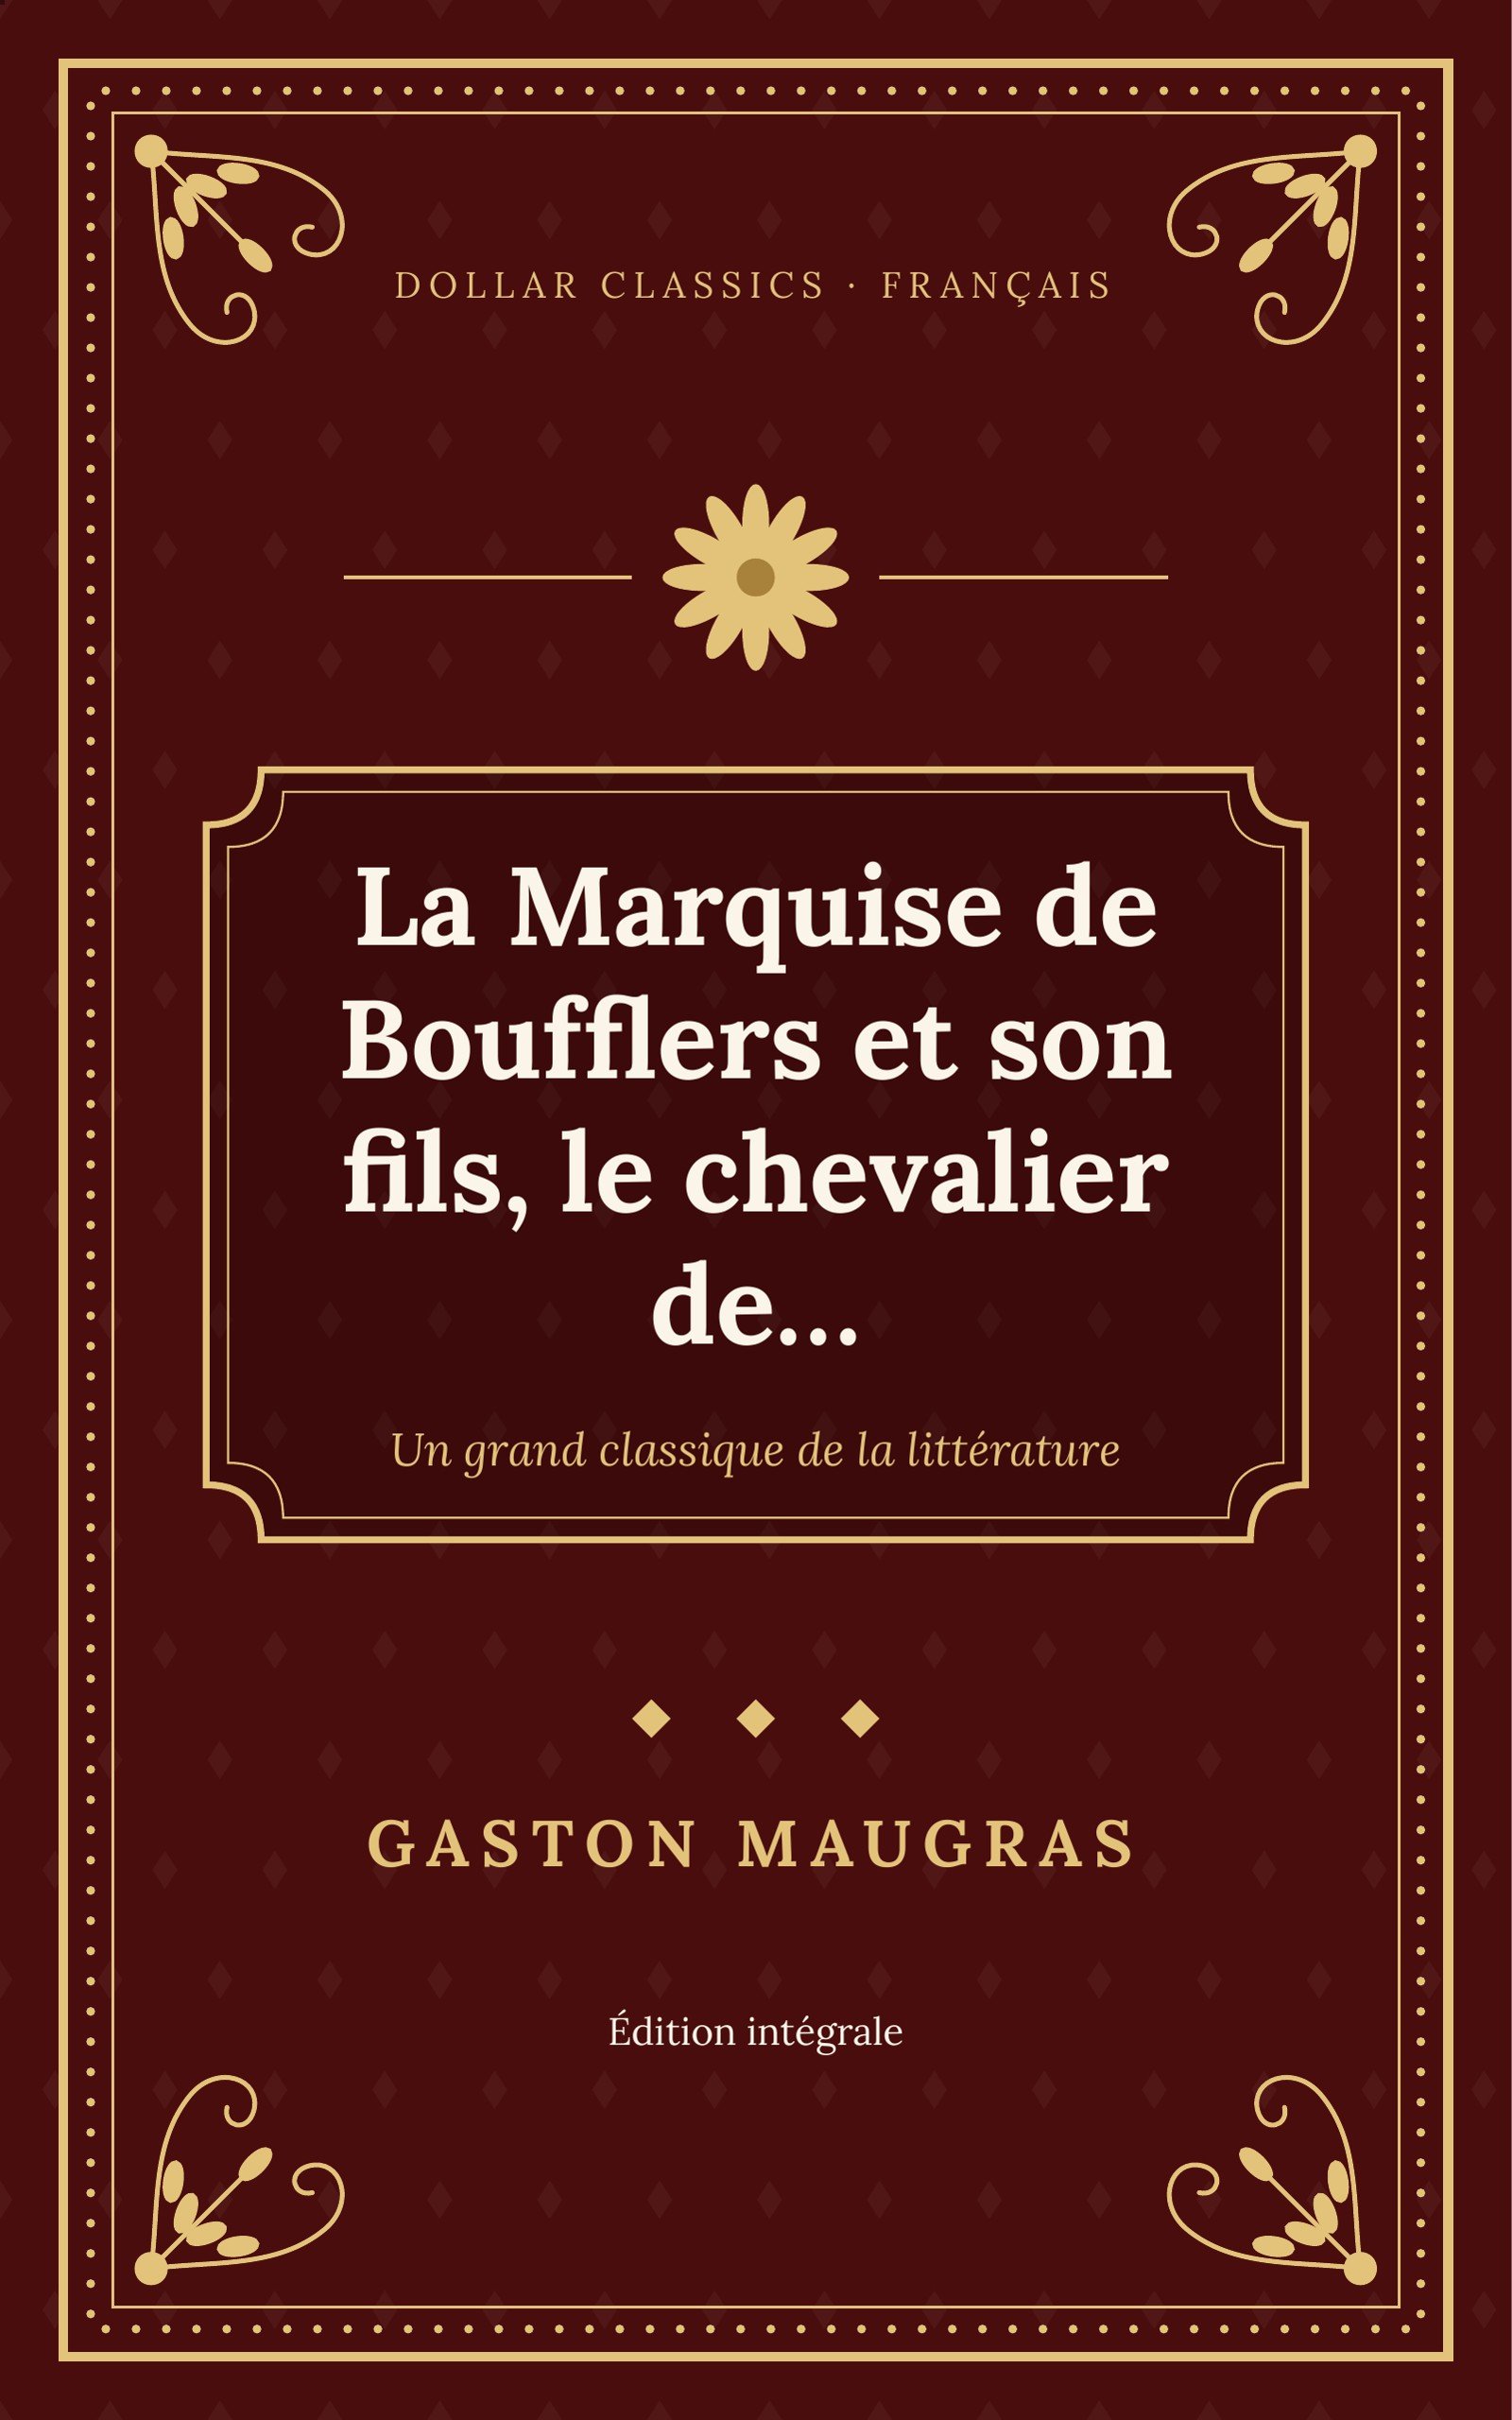 DOLLAR CLASSICS · FRANÇAIS
La Marquise de
Boufflers et son
fils, le chevalier
de...
Un grand classique de la littérature
GASTON MAUGRAS
Édition intégrale